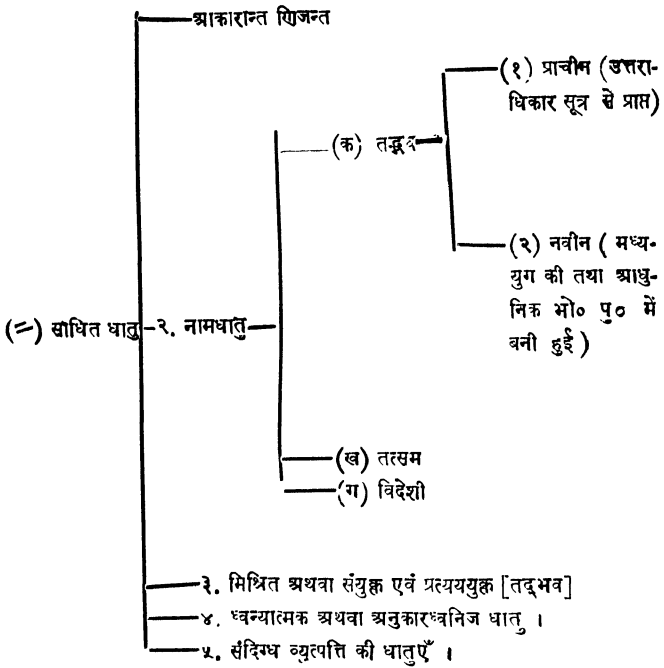 आकारान्त णिजन्त
(१) प्राचीन (उत्तरा-
धिकार सूत्र से प्राप्त)
(क) तद्भव
(२) नवीन ( मध्य-
युग की तथा आधु-
निक भो० पु० में
बनी हुई )
(=) साधित धातु २. नामधातु
(ख) तत्सम
(ग) विदेशी
३. मिश्रित अथवा संयुक्त एवं प्रत्यययुक्त [तद्भव]
४. ध्वन्यात्मक अथवा अनुकारध्वनिज धातु ।
५. संदिग्ध व्युत्पत्ति की धातुएँ ।